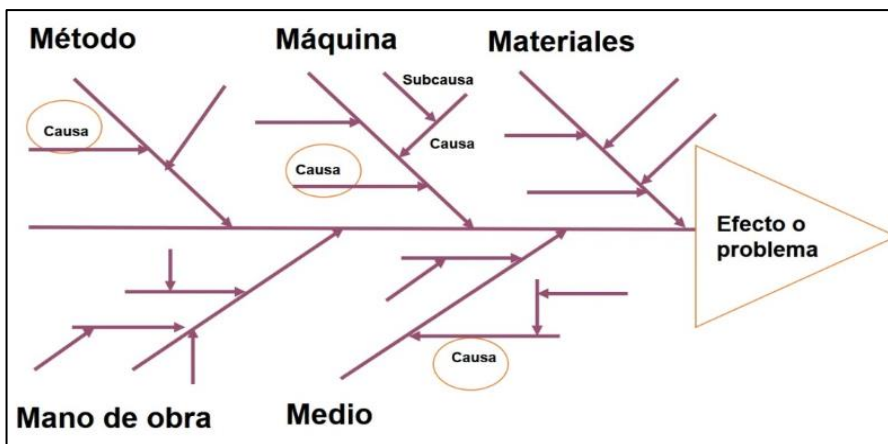 Método
Máquina
Materiales
Subcausa
Causa
Causa
Causa
Efecto o
problema
Causa
Mano de obra
Medio